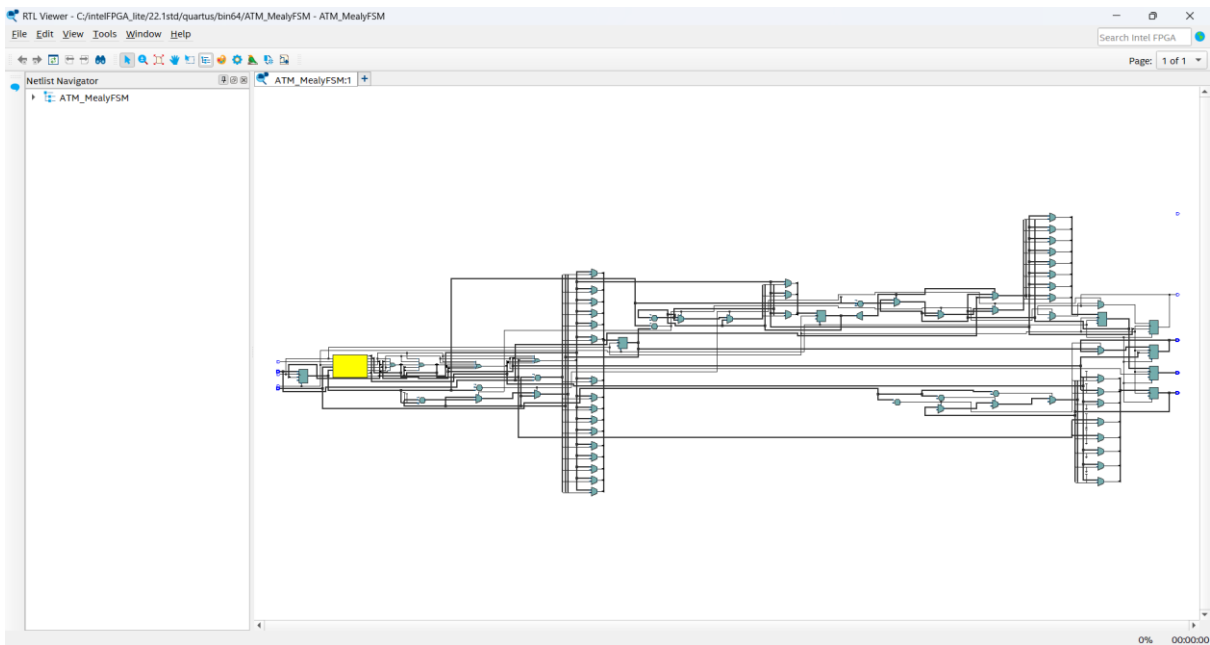 RTL Viewer - C:/intelFPGA_lite/22.1std/quartus/bin64/ATM_MealyFSM - ATM_MealyFSM
File Edit View Tools Window Help
Search Intel FPGA
Page: 1 of 1
Netlist Navigator
ATM_MealyFSM:1
ATM_MealyFSM
0% 00:00:00